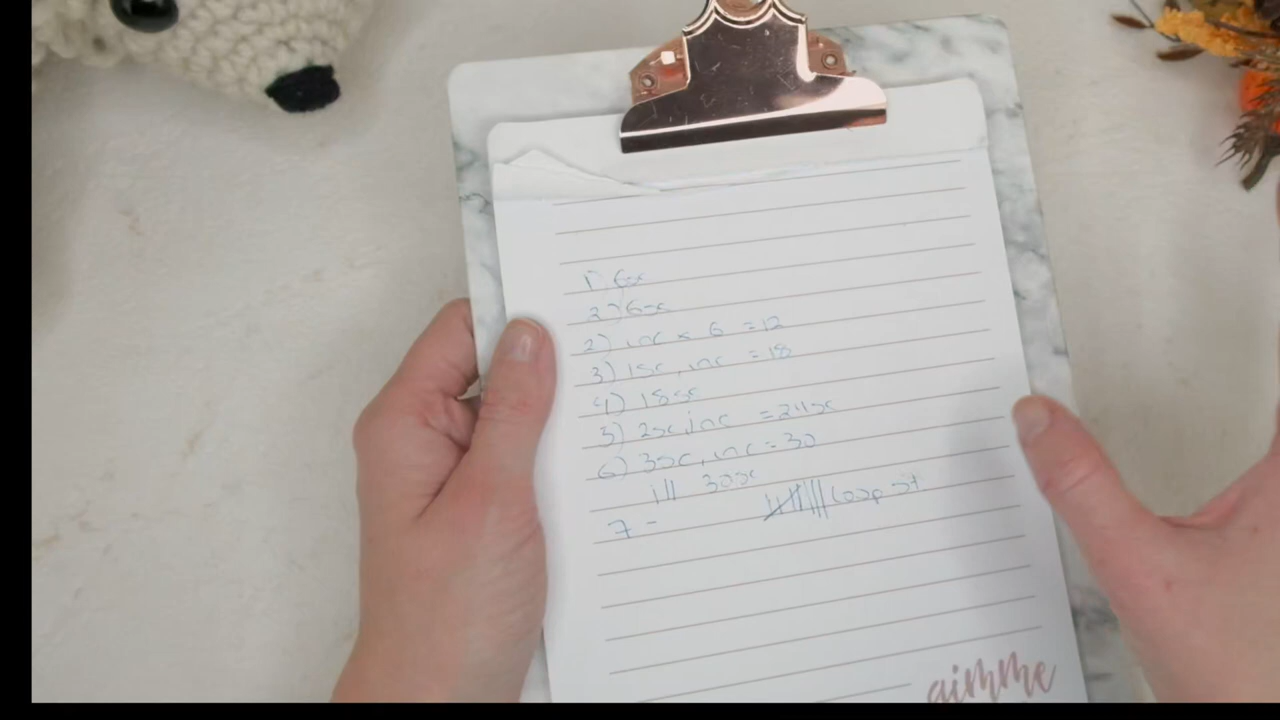 1) 6sc
2) 6sc
2) inc x 6 = 12
3) 1sc, inc = 18
4) 18sc
5) 2sc, inc = 24sc
6) 3sc, inc = 30
30sc
7 - loop st
aimme